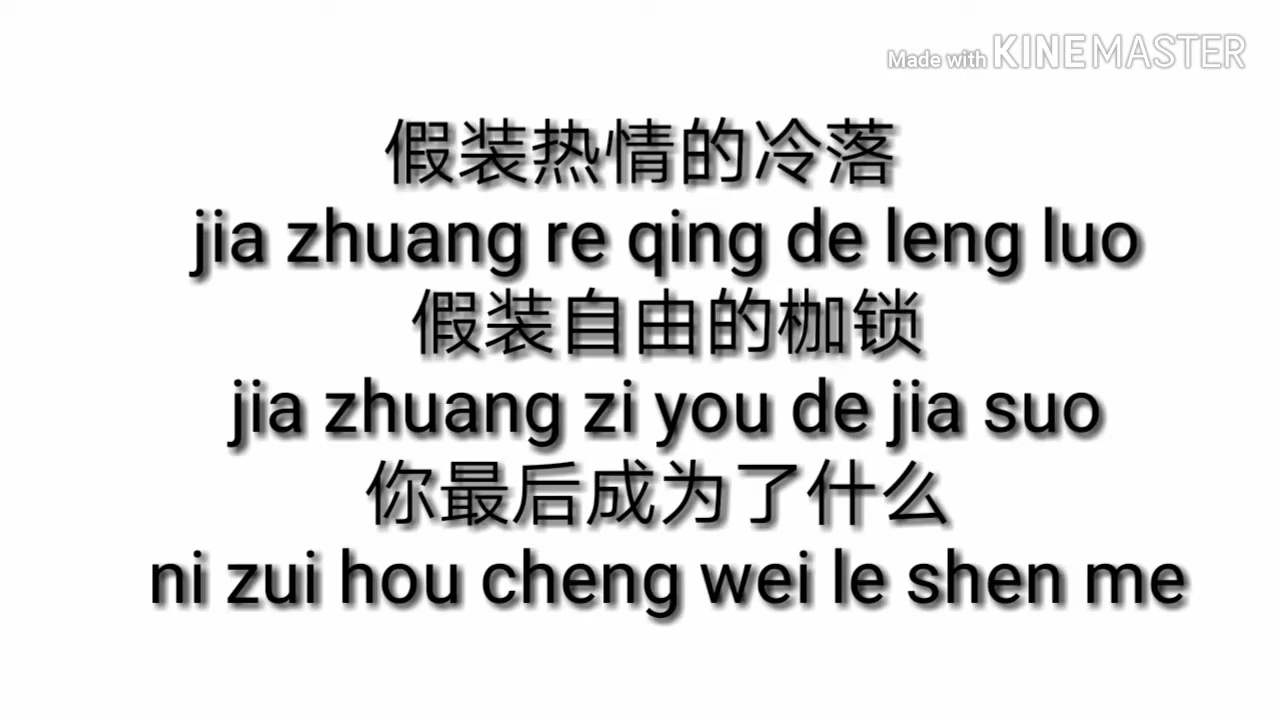 Made with KINEMASTER
假装热情的冷落
jia zhuang re qing de leng luo
假装自由的枷锁
jia zhuang zi you de jia suo
你最后成为了什么
ni zui hou cheng wei le shen me